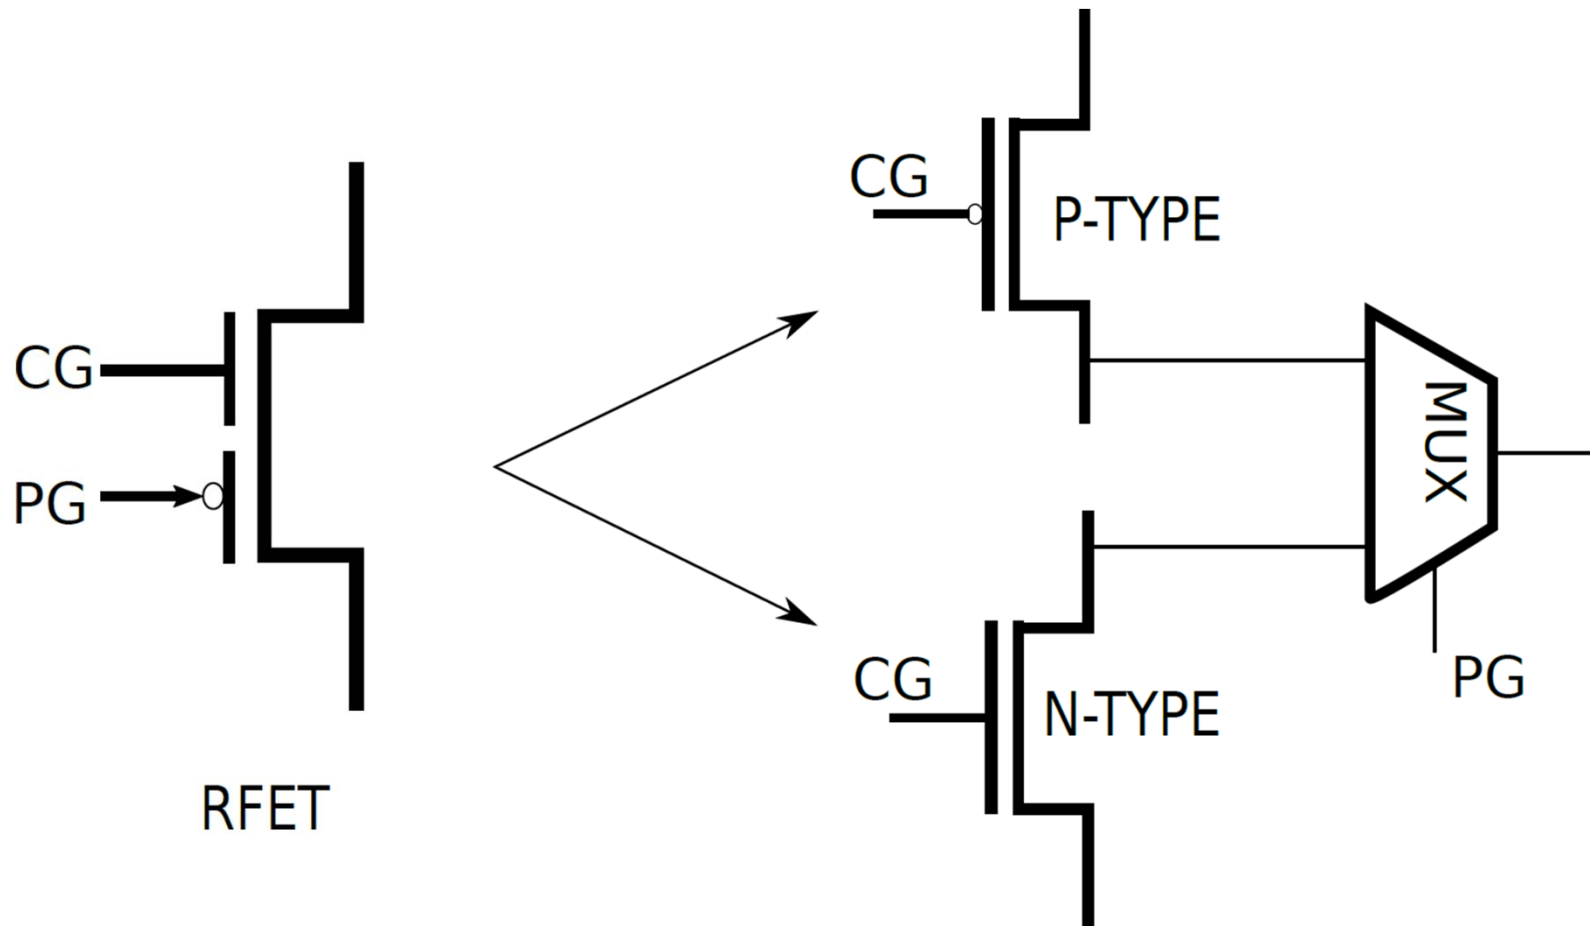 CG
PG
RFET
CG
P-TYPE
MUX
CG
N-TYPE
PG